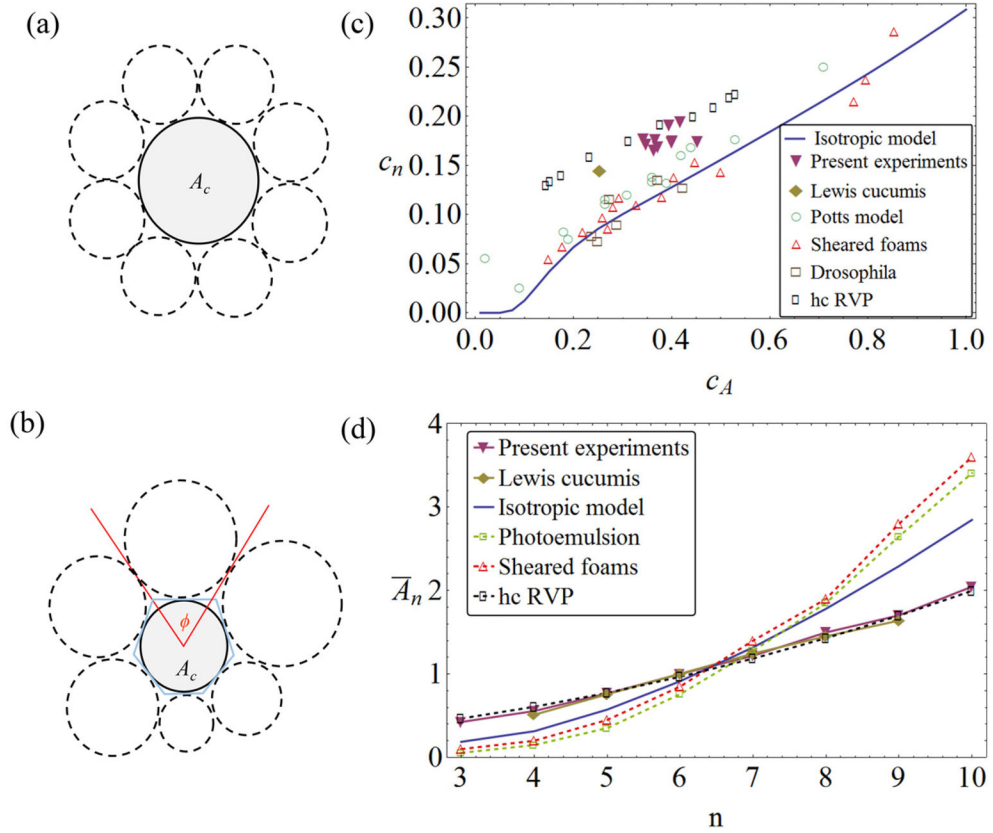 (a)
A_c
(b)
ϕ
A_c
(c)
c_n
0.30
0.25
0.20
0.15
0.10
0.05
0.00
0.0
0.2
0.4
0.6
0.8
1.0
c_A
Isotropic model
Present experiments
Lewis cucumis
Potts model
Sheared foams
Drosophila
hc RVP
(d)
A̅_n
4
3
2
1
0
3
4
5
6
7
8
9
10
n
Present experiments
Lewis cucumis
Isotropic model
Photoemulsion
Sheared foams
hc RVP